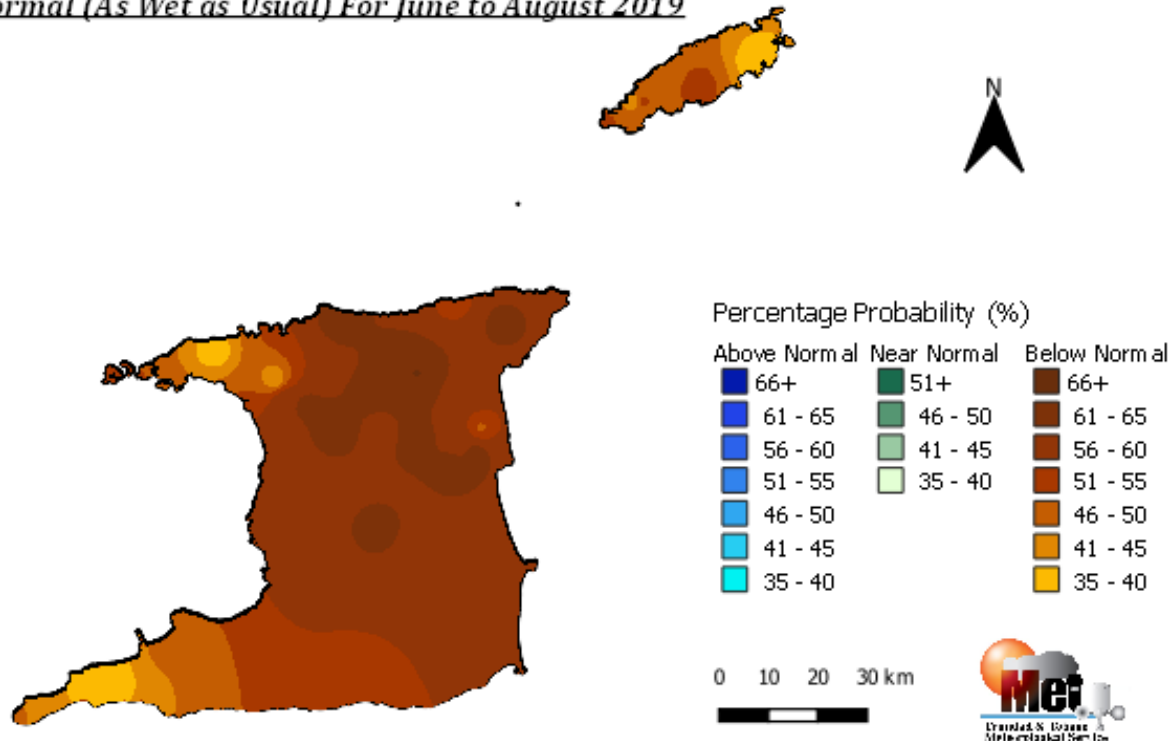 ormal (As Wet as Usual) For June to August 2019
N
Percentage Probability (%)
Above Normal Near Normal Below Normal
66+ 51+ 66+
61 - 65 46 - 50 61 - 65
56 - 60 41 - 45 56 - 60
51 - 55 35 - 40 51 - 55
46 - 50 46 - 50
41 - 45 41 - 45
35 - 40 35 - 40
0 10 20 30 km
Met